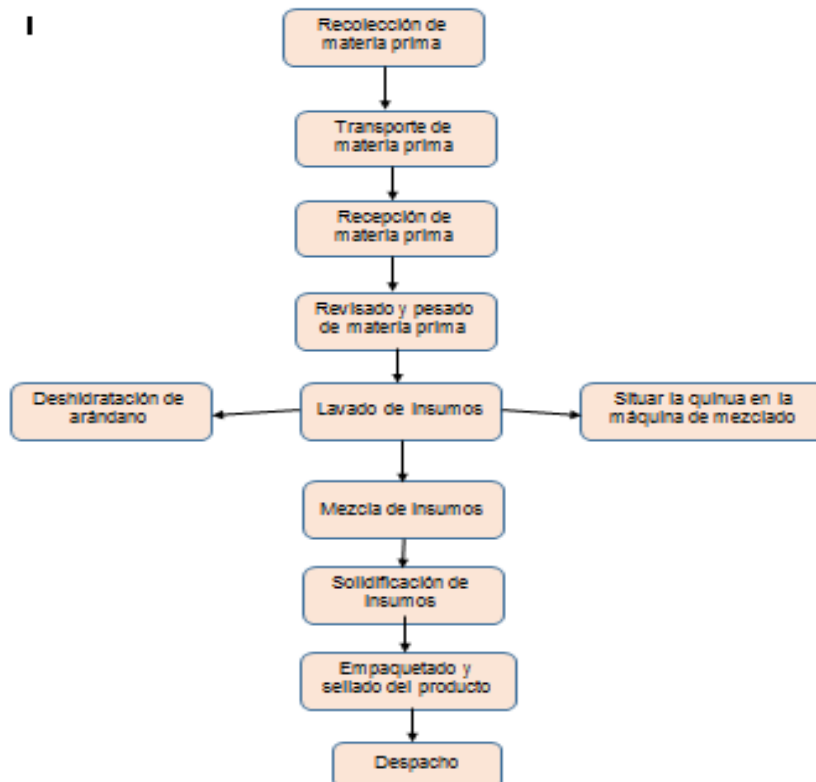 I
Recolección de
materia prima
Transporte de
materia prima
Recepción de
materia prima
Revisado y pesado
de materia prima
Deshidratación de
arándano
Lavado de insumos
Situar la quinua en la
máquina de mezclado
Mezcla de insumos
Solidificación de
insumos
Empaquetado y
sellado del producto
Despacho